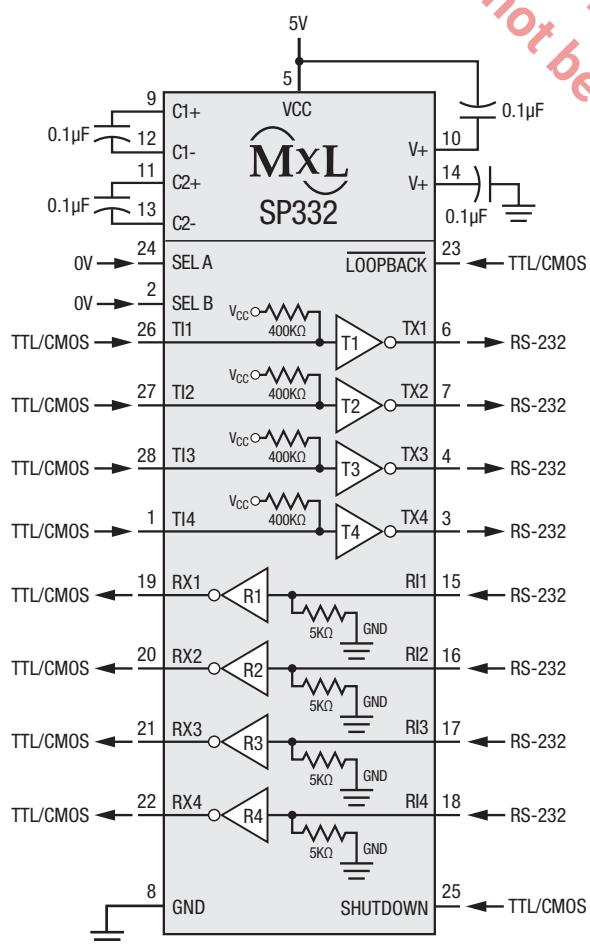 not be
5V
5
VCC
9 C1+
0.1µF
12 C1-
11 C2+
0.1µF
13 C2-
MXL
SP332
0.1µF
V+ 10
V+ 14
0.1µF
0V 24 SEL A
LOOPBACK 23 TTL/CMOS
0V 2 SEL B
TTL/CMOS 26 TI1 VCC 400KΩ T1 TX1 6 RS-232
TTL/CMOS 27 TI2 VCC 400KΩ T2 TX2 7 RS-232
TTL/CMOS 28 TI3 VCC 400KΩ T3 TX3 4 RS-232
TTL/CMOS 1 TI4 VCC 400KΩ T4 TX4 3 RS-232
TTL/CMOS 19 RX1 R1 5KΩ GND RI1 15 RS-232
TTL/CMOS 20 RX2 R2 5KΩ GND RI2 16 RS-232
TTL/CMOS 21 RX3 R3 5KΩ GND RI3 17 RS-232
TTL/CMOS 22 RX4 R4 5KΩ GND RI4 18 RS-232
8 GND
SHUTDOWN 25 TTL/CMOS